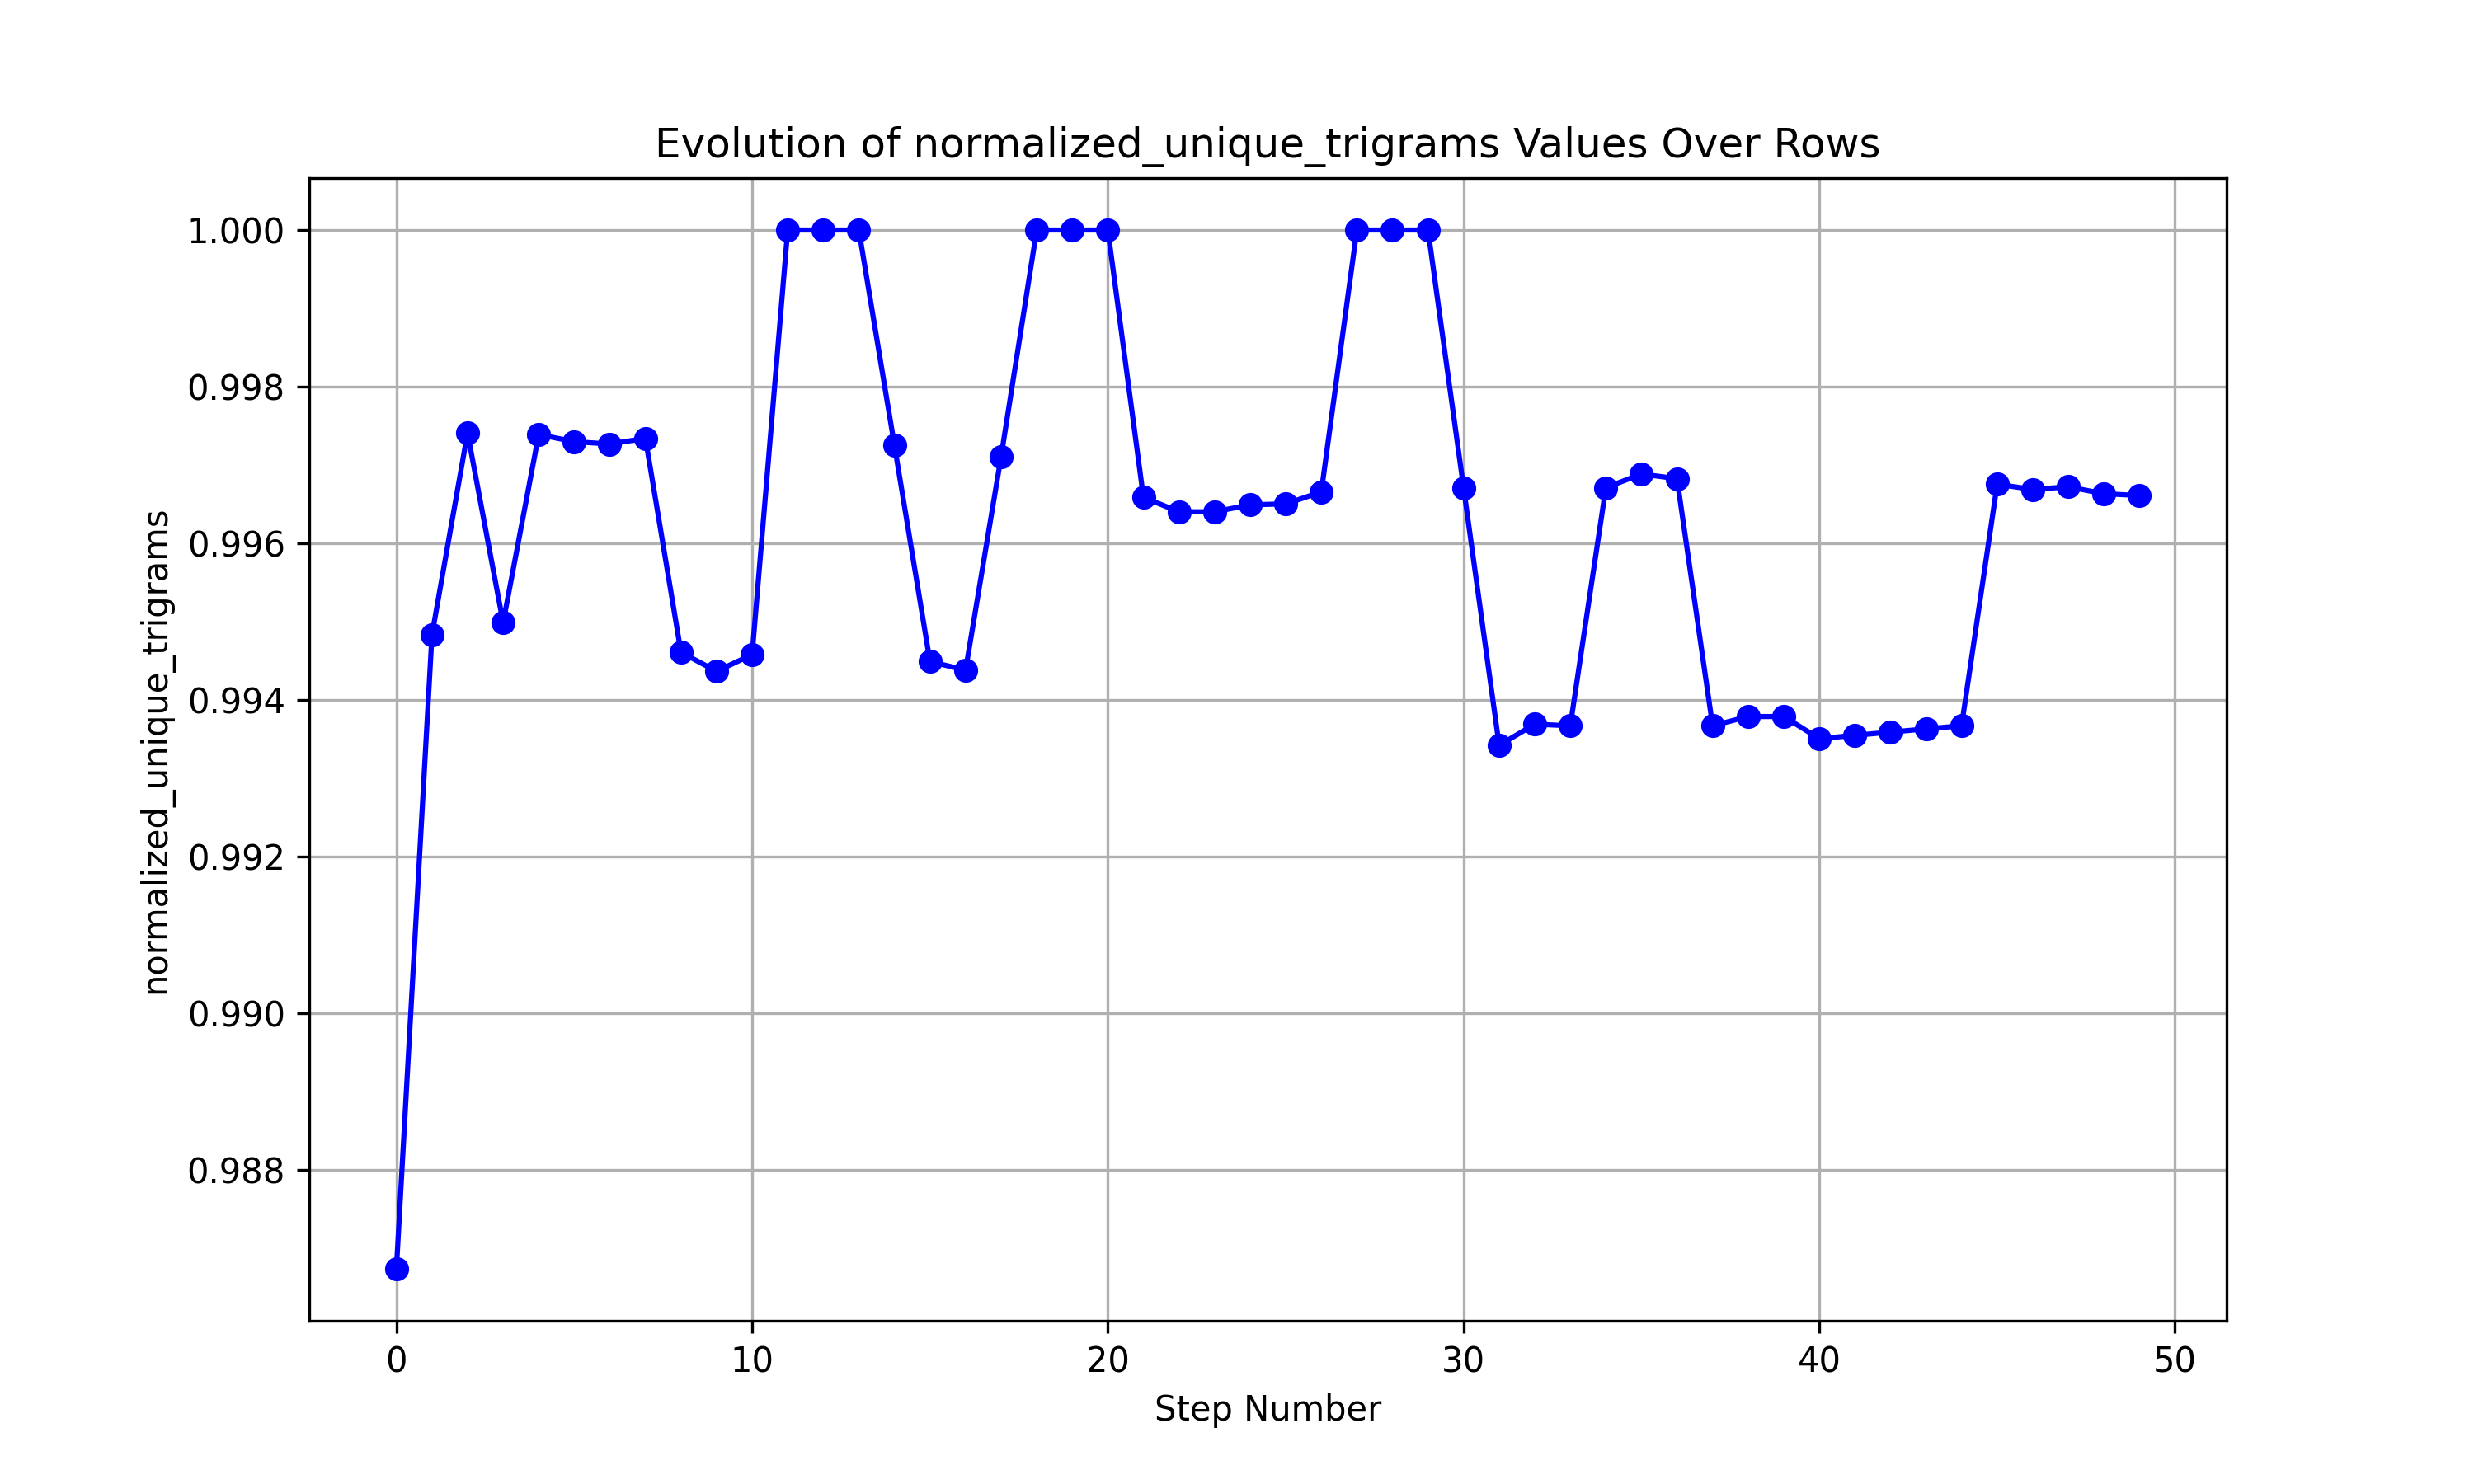 Evolution of normalized_unique_trigrams Values Over Rows
normalized_unique_trigrams
1.000
0.998
0.996
0.994
0.992
0.990
0.988
0 10 20 30 40 50
Step Number